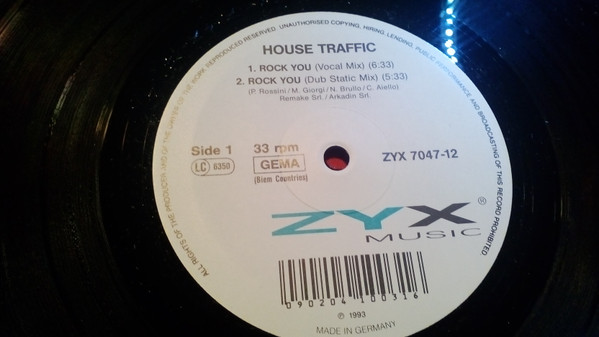 ALL RIGHTS OF THE PRODUCER AND OF THE OWNER OF THE WORK REPRODUCED RESERVED. UNAUTHORISED COPYING, HIRING, LENDING, PUBLIC PERFORMANCE AND BROADCASTING OF THIS RECORD PROHIBITED.
HOUSE TRAFFIC
1. ROCK YOU (Vocal Mix) (6:33)
2. ROCK YOU (Dub Static Mix) (5:33)
(P. Rossini / M. Giorgi / N. Brullo / C. Aiello)
Remake Srl. / Arkadin Srl.
Side 1 33 rpm
LC 6350 GEMA ZYX 7047-12
(Biem Countries)
ZYX ®
MUSIC
090204 100316
℗ 1993
MADE IN GERMANY